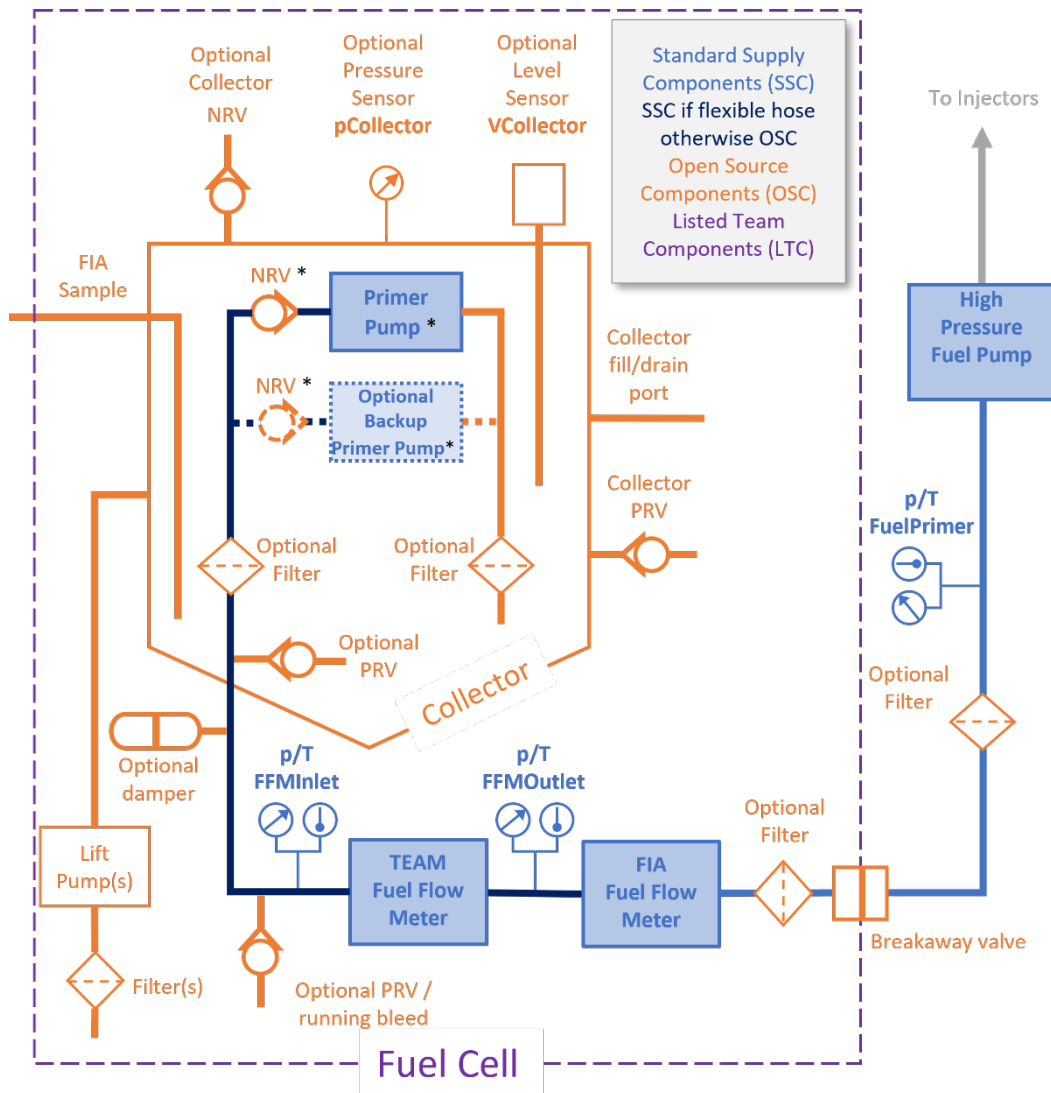 Optional
Collector
NRV
Optional
Pressure
Sensor
pCollector
Optional
Level
Sensor
VCollector
Standard Supply
Components (SSC)
SSC if flexible hose
otherwise OSC
Open Source
Components (OSC)
Listed Team
Components (LTC)
To Injectors
FIA
Sample
NRV *
Primer
Pump *
High
Pressure
Fuel Pump
Collector
fill/drain
port
NRV *
Optional
Backup
Primer Pump*
Collector
PRV
p/T
FuelPrimer
Optional
Filter
Optional
Filter
Optional
PRV
Collector
Optional
Filter
Optional
damper
p/T
FFMInlet
p/T
FFMOutlet
Optional
Filter
Lift
Pump(s)
TEAM
Fuel Flow
Meter
FIA
Fuel Flow
Meter
Breakaway valve
Filter(s)
Optional PRV /
running bleed
Fuel Cell